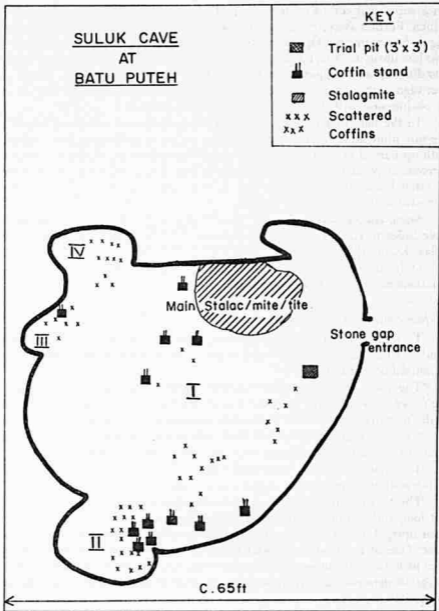 SULUK CAVE
AT
BATU PUTEH
KEY
Trial pit (3'x 3')
Coffin stand
Stalagmite
Scattered
Coffins
IV
III
Main Stalac/mite/tite
Stone gap
entrance
I
II
C.65ft